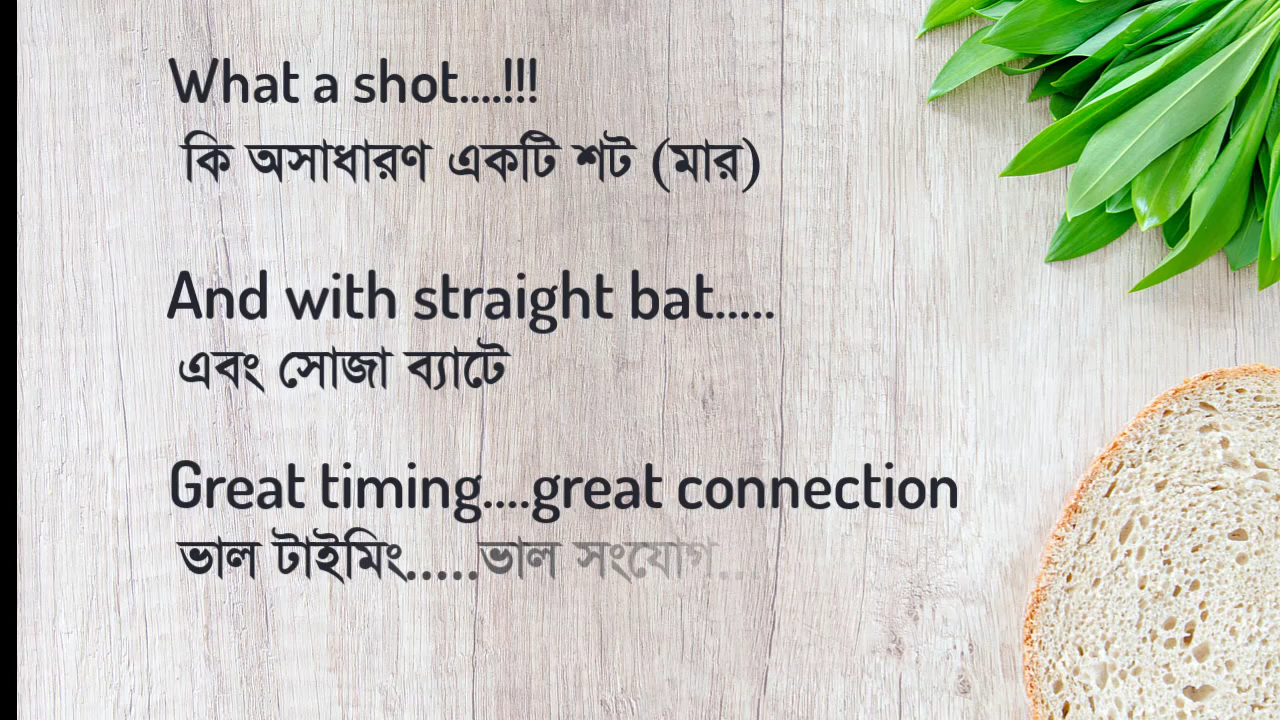 What a shot....!!!
কি অসাধারণ একটি শট (মার)
And with straight bat.....
এবং সোজা ব্যাটে
Great timing....great connection
ভাল টাইমিং.....ভাল সংযোগ...